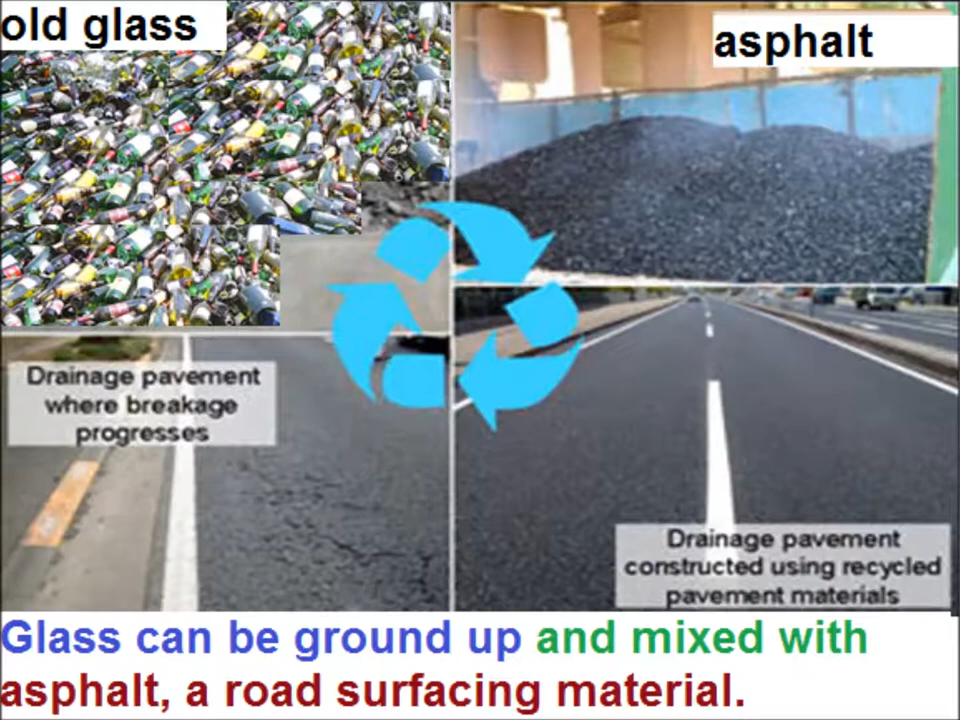 old glass
asphalt
Drainage pavement
where breakage
progresses
Drainage pavement
constructed using recycled
pavement materials
Glass can be ground up and mixed with
asphalt, a road surfacing material.